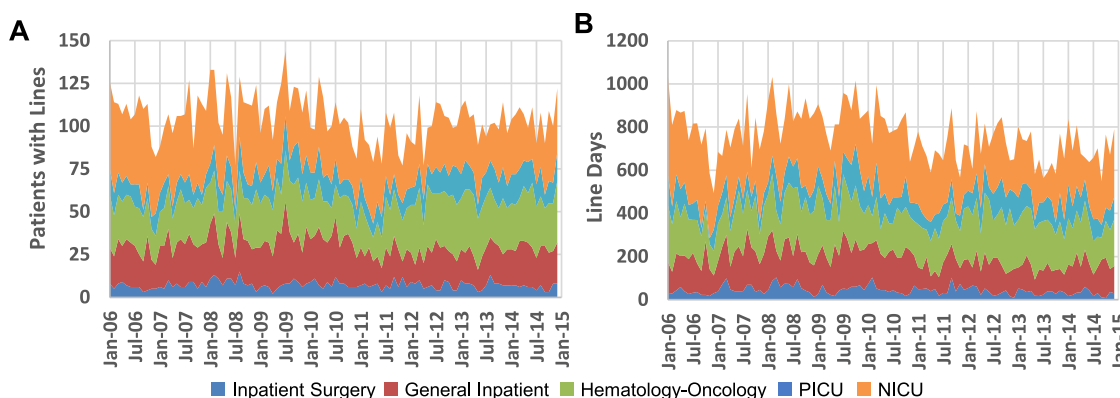 A
Patients with Lines
150
125
100
75
50
25
0
Jan-06
Jul-06
Jan-07
Jul-07
Jan-08
Jul-08
Jan-09
Jul-09
Jan-10
Jul-10
Jan-11
Jul-11
Jan-12
Jul-12
Jan-13
Jul-13
Jan-14
Jul-14
Jan-15
B
Line Days
1200
1000
800
600
400
200
0
Jan-06
Jul-06
Jan-07
Jul-07
Jan-08
Jul-08
Jan-09
Jul-09
Jan-10
Jul-10
Jan-11
Jul-11
Jan-12
Jul-12
Jan-13
Jul-13
Jan-14
Jul-14
Jan-15
Inpatient Surgery General Inpatient Hematology-Oncology PICU NICU